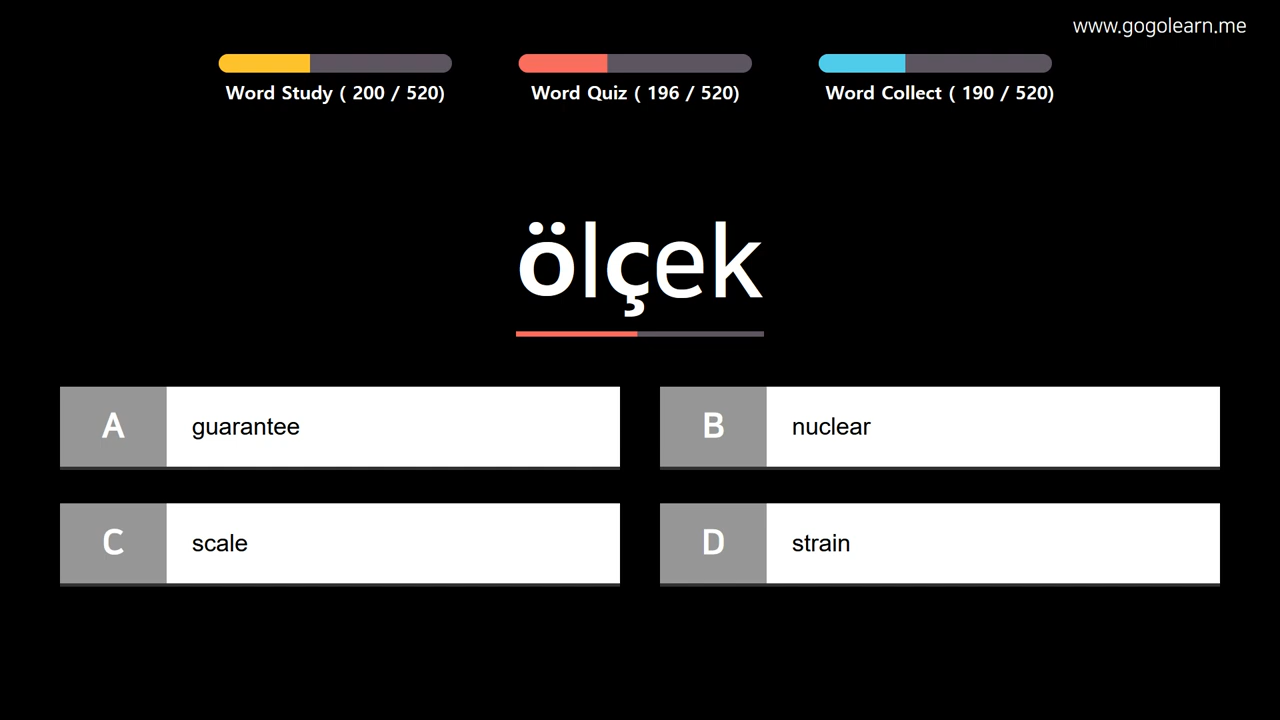 www.gogolearn.me
Word Study ( 200 / 520)
Word Quiz ( 196 / 520)
Word Collect ( 190 / 520)
ölçek
A guarantee
B nuclear
C scale
D strain